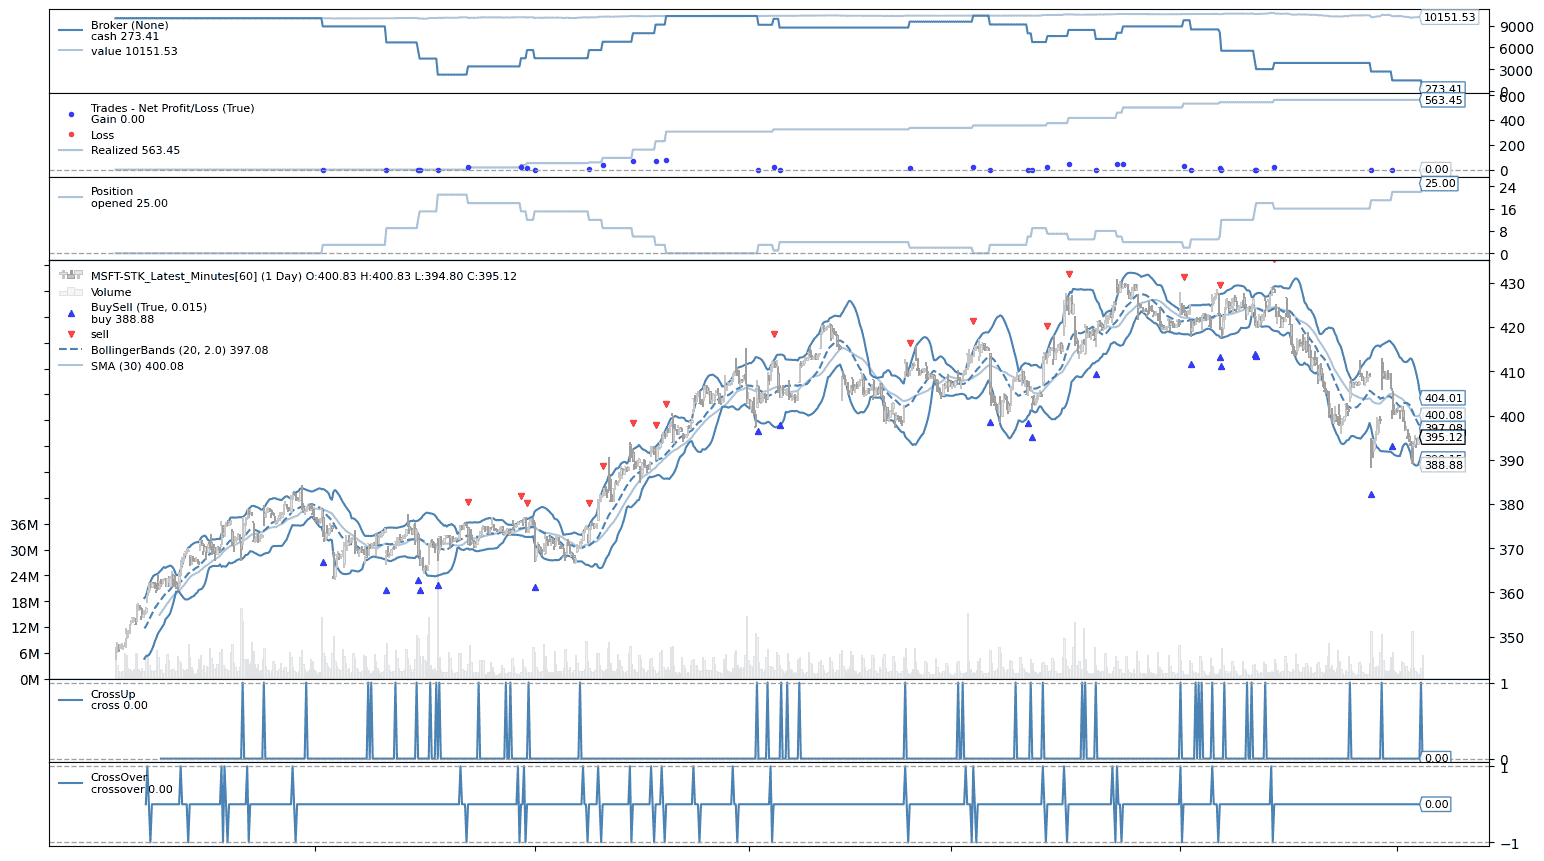 Broker (None)
cash 273.41
value 10151.53
10151.53
9000
6000
3000
0
273.41
Trades - Net Profit/Loss (True)
Gain 0.00
Loss
Realized 563.45
600
563.45
400
200
0
0.00
Position
opened 25.00
25.00
24
16
8
0
MSFT-STK_Latest_Minutes[60] (1 Day) O:400.83 H:400.83 L:394.80 C:395.12
Volume
BuySell (True, 0.015)
buy 388.88
sell
BollingerBands (20, 2.0) 397.08
SMA (30) 400.08
430
420
410
404.01
400.08
400
397.08
395.12
390
388.88
380
370
360
350
36M
30M
24M
18M
12M
6M
0M
CrossUp
cross 0.00
1
0
0.00
CrossOver
crossover 0.00
1
0.00
−1